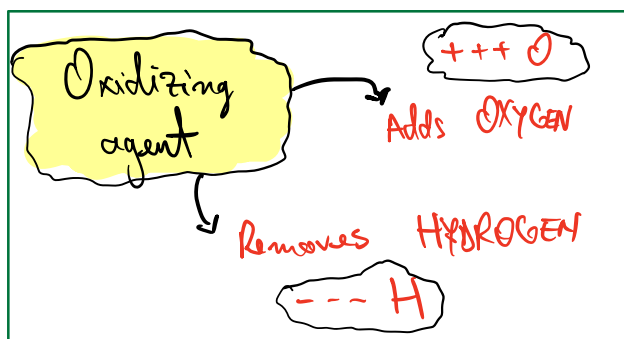 Oxidizing
agent
+++ O
Adds OXYGEN
Removes HYDROGEN
--- H